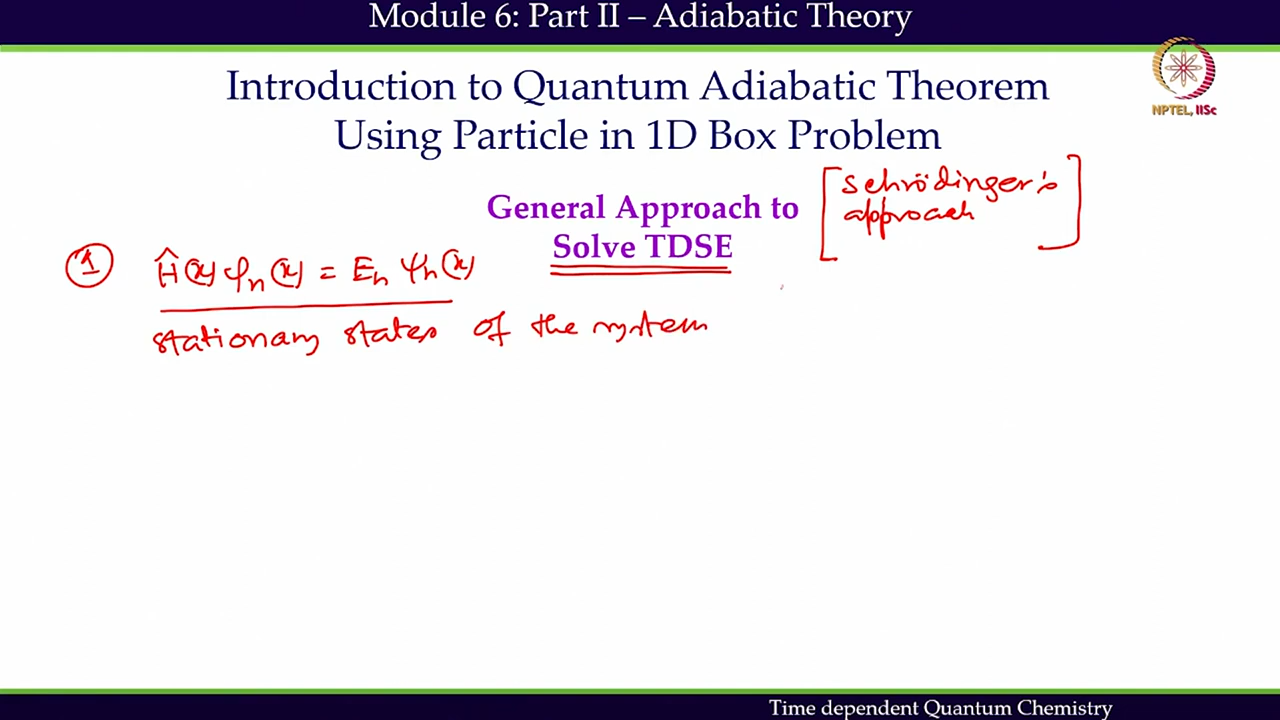 Module 6: Part II – Adiabatic Theory
NPTEL, IISc
Introduction to Quantum Adiabatic Theorem
Using Particle in 1D Box Problem
General Approach to
Solve TDSE
[Schrödinger's
approach]
① Ĥ(x) φₙ(x) = Eₙ ψₙ(x)
stationary states of the system
Time dependent Quantum Chemistry